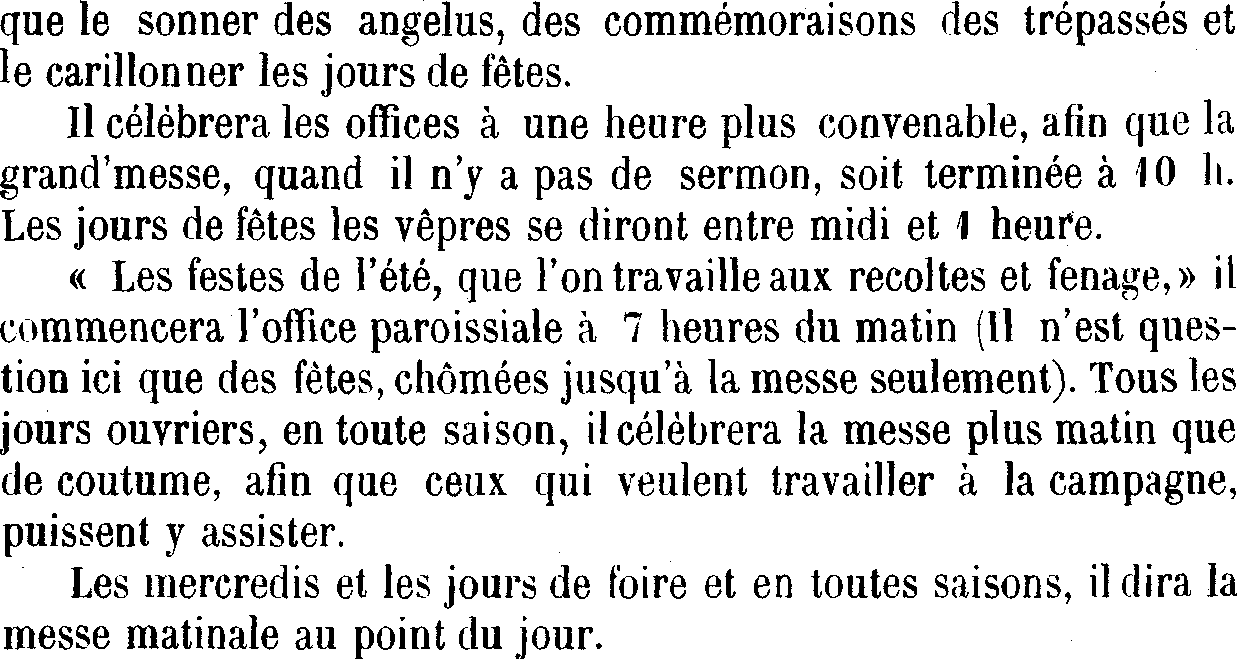 que le sonner des angelus, des commémoraisons des trépassés et
le carillonner les jours de fêtes.
Il célèbrera les offices à une heure plus convenable, afin que la
grand'messe, quand il n'y a pas de sermon, soit terminée à 10 h.
Les jours de fêtes les vêpres se diront entre midi et 1 heure.
« Les festes de l'été, que l'on travaille aux recoltes et fenage,» il
commencera l'office paroissiale à 7 heures du matin (Il n'est ques-
tion ici que des fêtes, chômées jusqu'à la messe seulement). Tous les
jours ouvriers, en toute saison, il célèbrera la messe plus matin que
de coutume, afin que ceux qui veulent travailler à la campagne,
puissent y assister.
Les mercredis et les jours de foire et en toutes saisons, il dira la
messe matinale au point du jour.